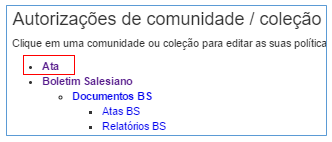 Autorizações de comunidade / coleção
Clique em uma comunidade ou coleção para editar as suas política
Ata
Boletim Salesiano
Documentos BS
Atas BS
Relatórios BS